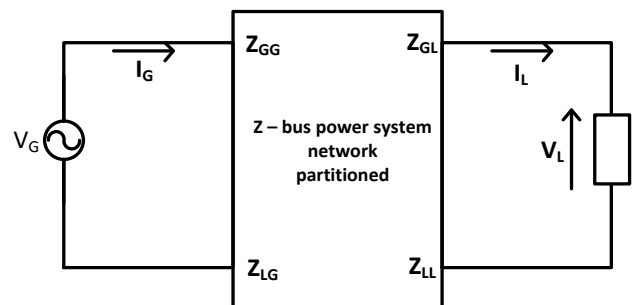 Z_GG
Z_GL
I_G
I_L
Z – bus power system
network
partitioned
V_G
V_L
Z_LG
Z_LL